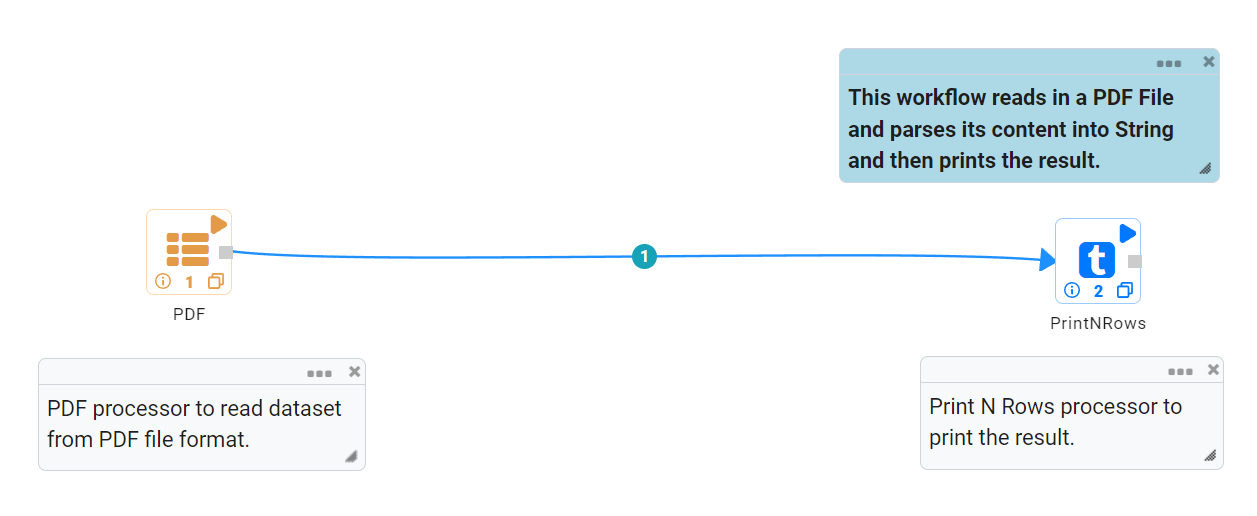 This workflow reads in a PDF File
and parses its content into String
and then prints the result.
1
1
PDF
t
2
PrintNRows
PDF processor to read dataset
from PDF file format.
Print N Rows processor to
print the result.